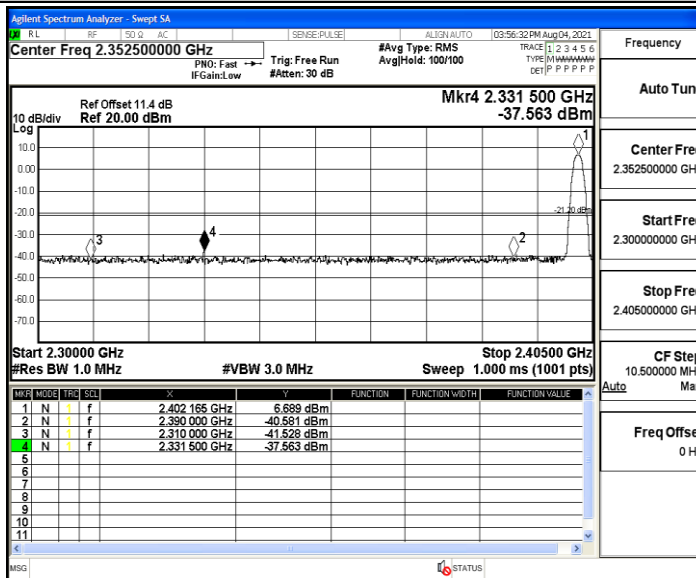 Agilent Spectrum Analyzer - Swept SA
LXI RL RF 50 Ω AC SENSE:PULSE ALIGN AUTO 03:56:32 PM Aug 04, 2021
Center Freq 2.352500000 GHz
PNO: Fast
IFGain:Low
Trig: Free Run
#Atten: 30 dB
#Avg Type: RMS
Avg|Hold: 100/100
TRACE 1 2 3 4 5 6
TYPE M WWWWW
DET P P P P P P
Ref Offset 11.4 dB
10 dB/div Ref 20.00 dBm
Log
Mkr4 2.331 500 GHz
-37.563 dBm
10.0
0.00
-10.0
-20.0
-30.0
-40.0
-50.0
-60.0
-70.0
1
2
3
4
-21.20 dBm
Start 2.30000 GHz Stop 2.40500 GHz
#Res BW 1.0 MHz #VBW 3.0 MHz Sweep 1.000 ms (1001 pts)
MKR MODE TRC SCL X Y FUNCTION FUNCTION WIDTH FUNCTION VALUE
1 N 1 f 2.402 165 GHz 6.689 dBm
2 N 1 f 2.390 000 GHz -40.581 dBm
3 N 1 f 2.310 000 GHz -41.528 dBm
4 N 1 f 2.331 500 GHz -37.563 dBm
5
6
7
8
9
10
11
MSG STATUS
Frequency
Auto Tun
Center Fre
2.352500000 GH
Start Fre
2.300000000 GH
Stop Fre
2.405000000 GH
CF Step
10.500000 MH
Auto Ma
Freq Offse
0 H